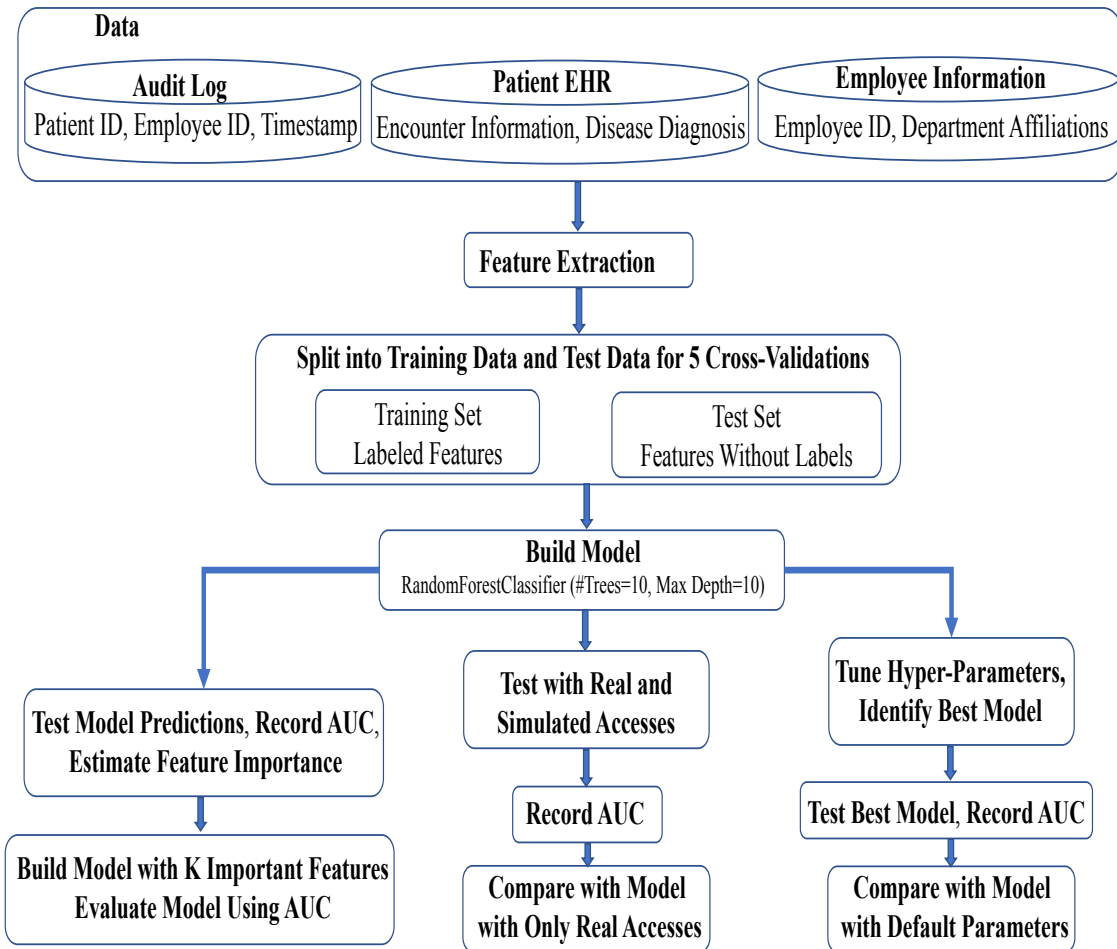 Data
Audit Log
Patient ID, Employee ID, Timestamp
Patient EHR
Encounter Information, Disease Diagnosis
Employee Information
Employee ID, Department Affiliations
Feature Extraction
Split into Training Data and Test Data for 5 Cross-Validations
Training Set
Labeled Features
Test Set
Features Without Labels
Build Model
RandomForestClassifier (#Trees=10, Max Depth=10)
Test Model Predictions, Record AUC,
Estimate Feature Importance
Build Model with K Important Features
Evaluate Model Using AUC
Test with Real and
Simulated Accesses
Record AUC
Compare with Model
with Only Real Accesses
Tune Hyper-Parameters,
Identify Best Model
Test Best Model, Record AUC
Compare with Model
with Default Parameters